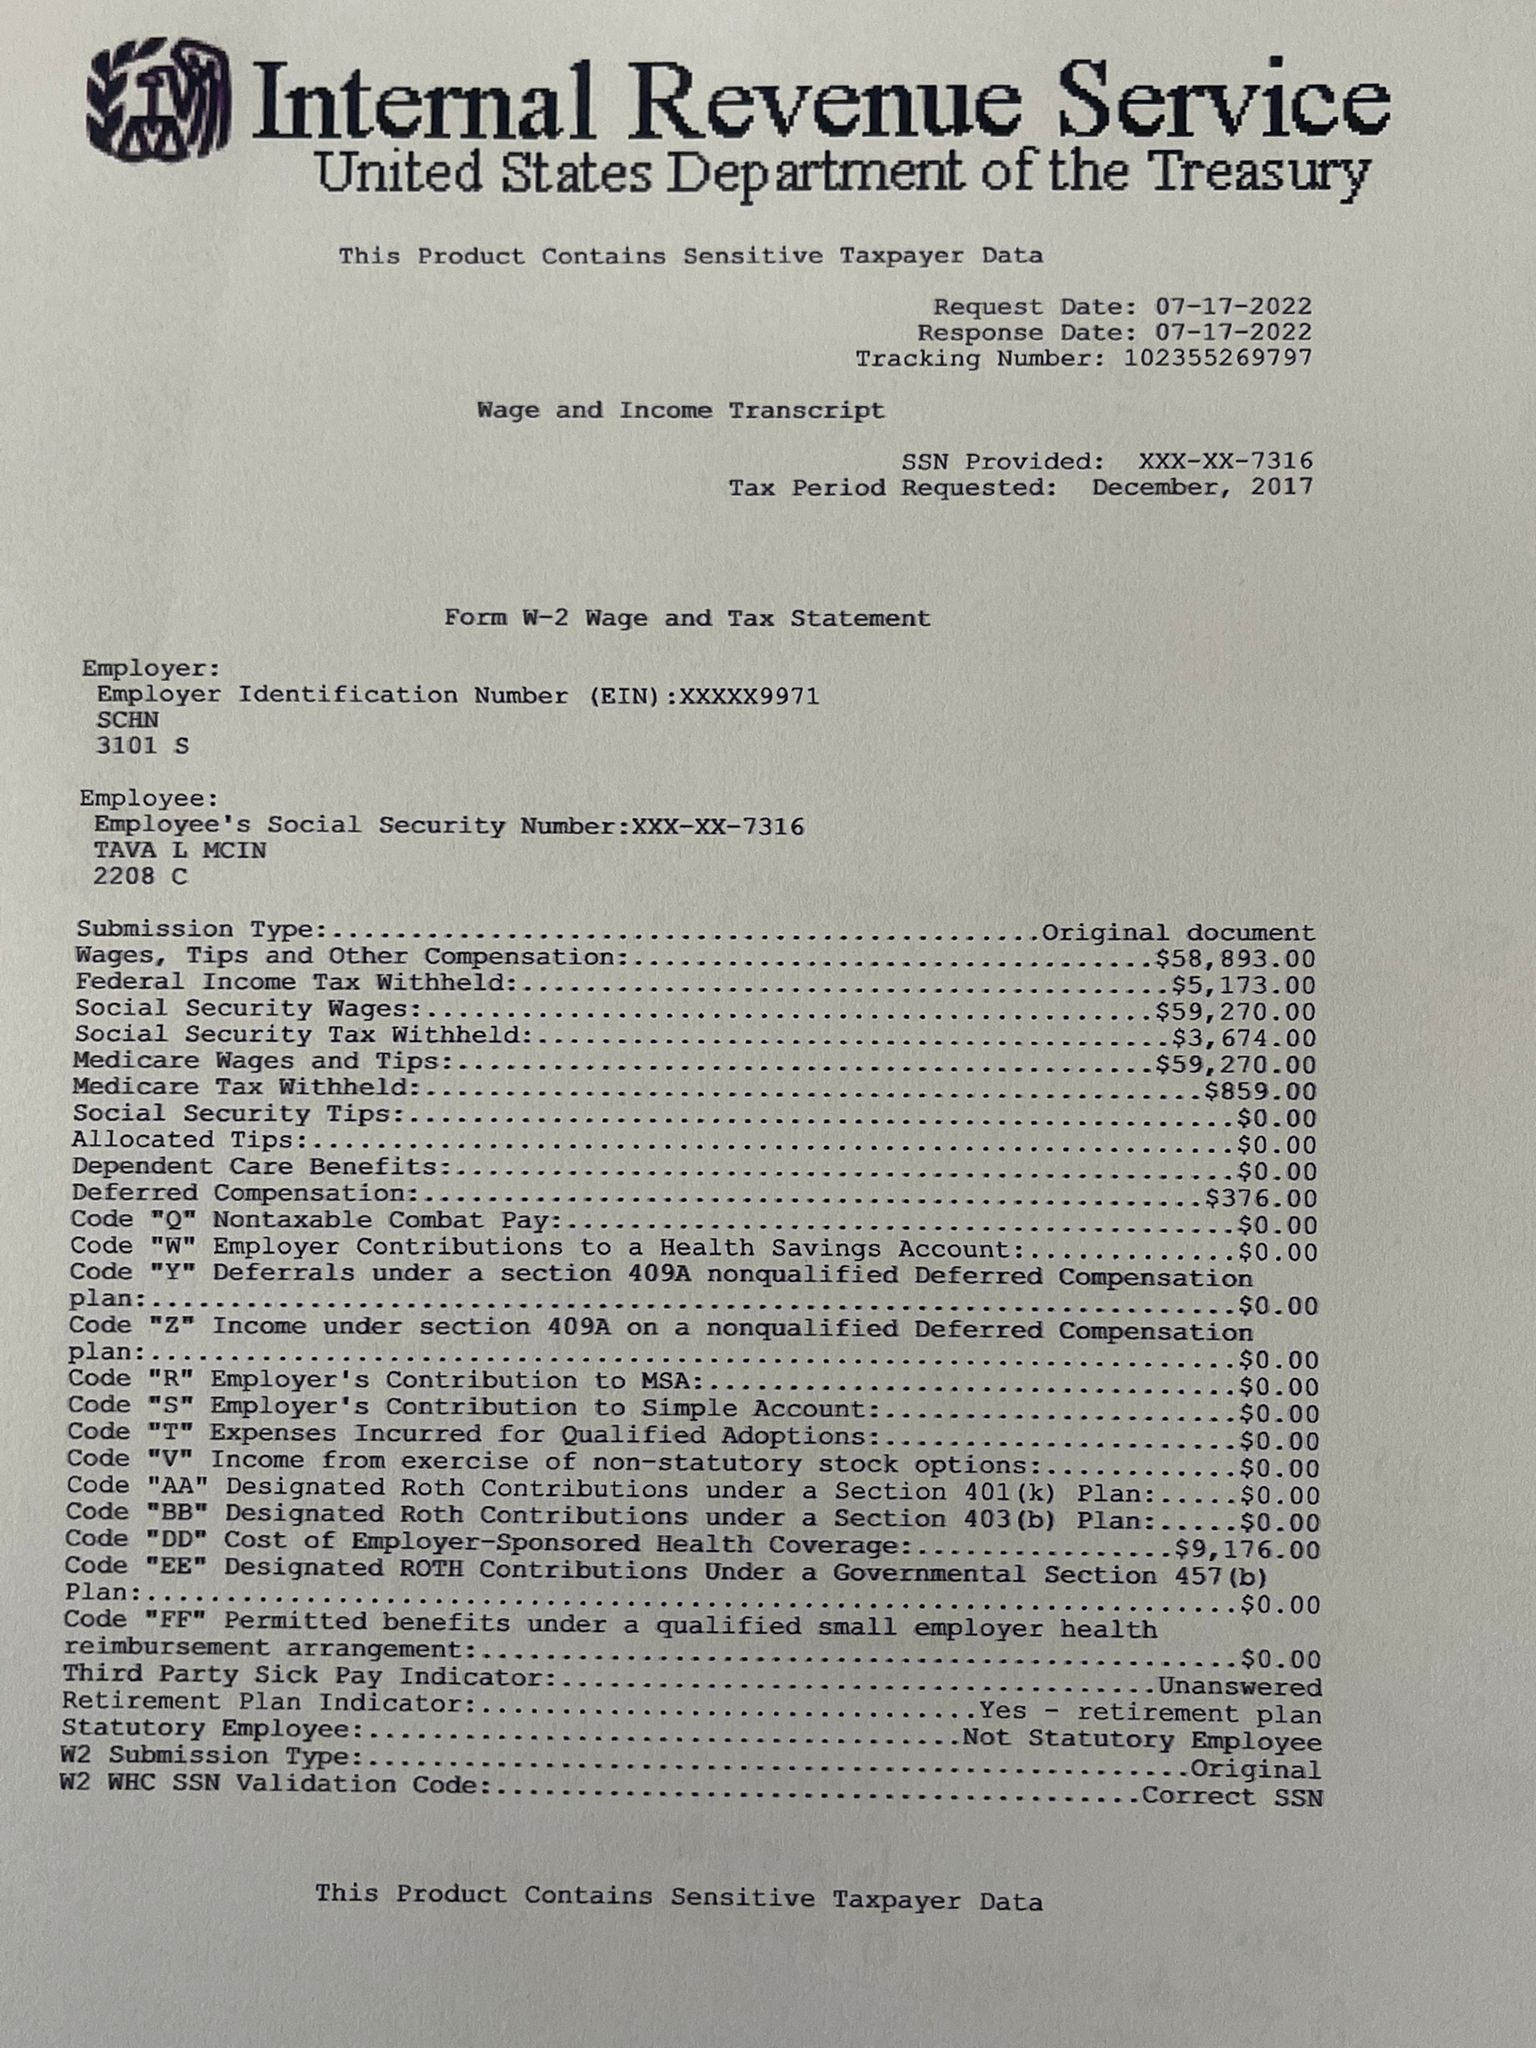 Internal Revenue Service
United States Department of the Treasury
This Product Contains Sensitive Taxpayer Data
Request Date: 07-17-2022
Response Date: 07-17-2022
Tracking Number: 102355269797
Wage and Income Transcript
SSN Provided: XXX-XX-7316
Tax Period Requested: December, 2017
Form W-2 Wage and Tax Statement
Employer:
Employer Identification Number (EIN):XXXXX9971
SCHN
3101 S
Employee:
Employee's Social Security Number:XXX-XX-7316
TAVA L MCIN
2208 C
Submission Type:.............................................Original document
Wages, Tips and Other Compensation:.................................$58,893.00
Federal Income Tax Withheld:.........................................$5,173.00
Social Security Wages:..............................................$59,270.00
Social Security Tax Withheld:........................................$3,674.00
Medicare Wages and Tips:............................................$59,270.00
Medicare Tax Withheld:.................................................$859.00
Social Security Tips:....................................................$0.00
Allocated Tips:..........................................................$0.00
Dependent Care Benefits:.................................................$0.00
Deferred Compensation:.................................................$376.00
Code "Q" Nontaxable Combat Pay:..........................................$0.00
Code "W" Employer Contributions to a Health Savings Account:.............$0.00
Code "Y" Deferrals under a section 409A nonqualified Deferred Compensation
plan:....................................................................$0.00
Code "Z" Income under section 409A on a nonqualified Deferred Compensation
plan:....................................................................$0.00
Code "R" Employer's Contribution to MSA:.................................$0.00
Code "S" Employer's Contribution to Simple Account:......................$0.00
Code "T" Expenses Incurred for Qualified Adoptions:......................$0.00
Code "V" Income from exercise of non-statutory stock options:............$0.00
Code "AA" Designated Roth Contributions under a Section 401(k) Plan:.....$0.00
Code "BB" Designated Roth Contributions under a Section 403(b) Plan:.....$0.00
Code "DD" Cost of Employer-Sponsored Health Coverage:................$9,176.00
Code "EE" Designated ROTH Contributions Under a Governmental Section 457(b)
Plan:....................................................................$0.00
Code "FF" Permitted benefits under a qualified small employer health
reimbursement arrangement:...............................................$0.00
Third Party Sick Pay Indicator:.....................................Unanswered
Retirement Plan Indicator:...............................Yes - retirement plan
Statutory Employee:.....................................Not Statutory Employee
W2 Submission Type:...................................................Original
W2 WHC SSN Validation Code:........................................Correct SSN
This Product Contains Sensitive Taxpayer Data